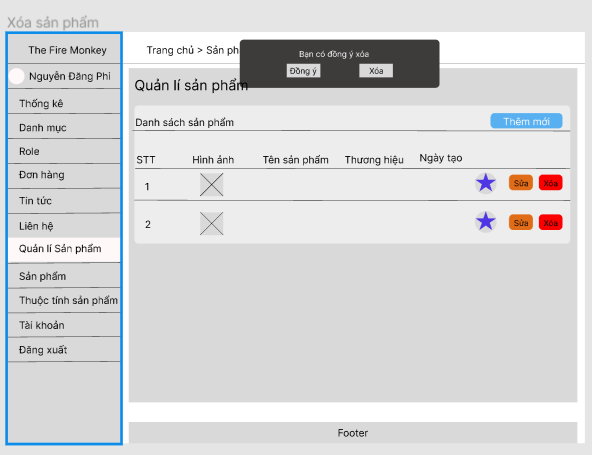 Xóa sản phẩm
The Fire Monkey
Nguyễn Đăng Phi
Thống kê
Danh mục
Role
Đơn hàng
Tin tức
Liên hệ
Quản lí Sản phẩm
Sản phẩm
Thuộc tính sản phẩm
Tài khoản
Đăng xuất
Trang chủ > Sản ph
Bạn có đồng ý xóa
Đồng ý Xóa
Quản lí sản phẩm
Danh sách sản phẩm Thêm mới
STT Hình ảnh Tên sản phẩm Thương hiệu Ngày tạo
1 Sửa Xóa
2 Sửa Xóa
Footer